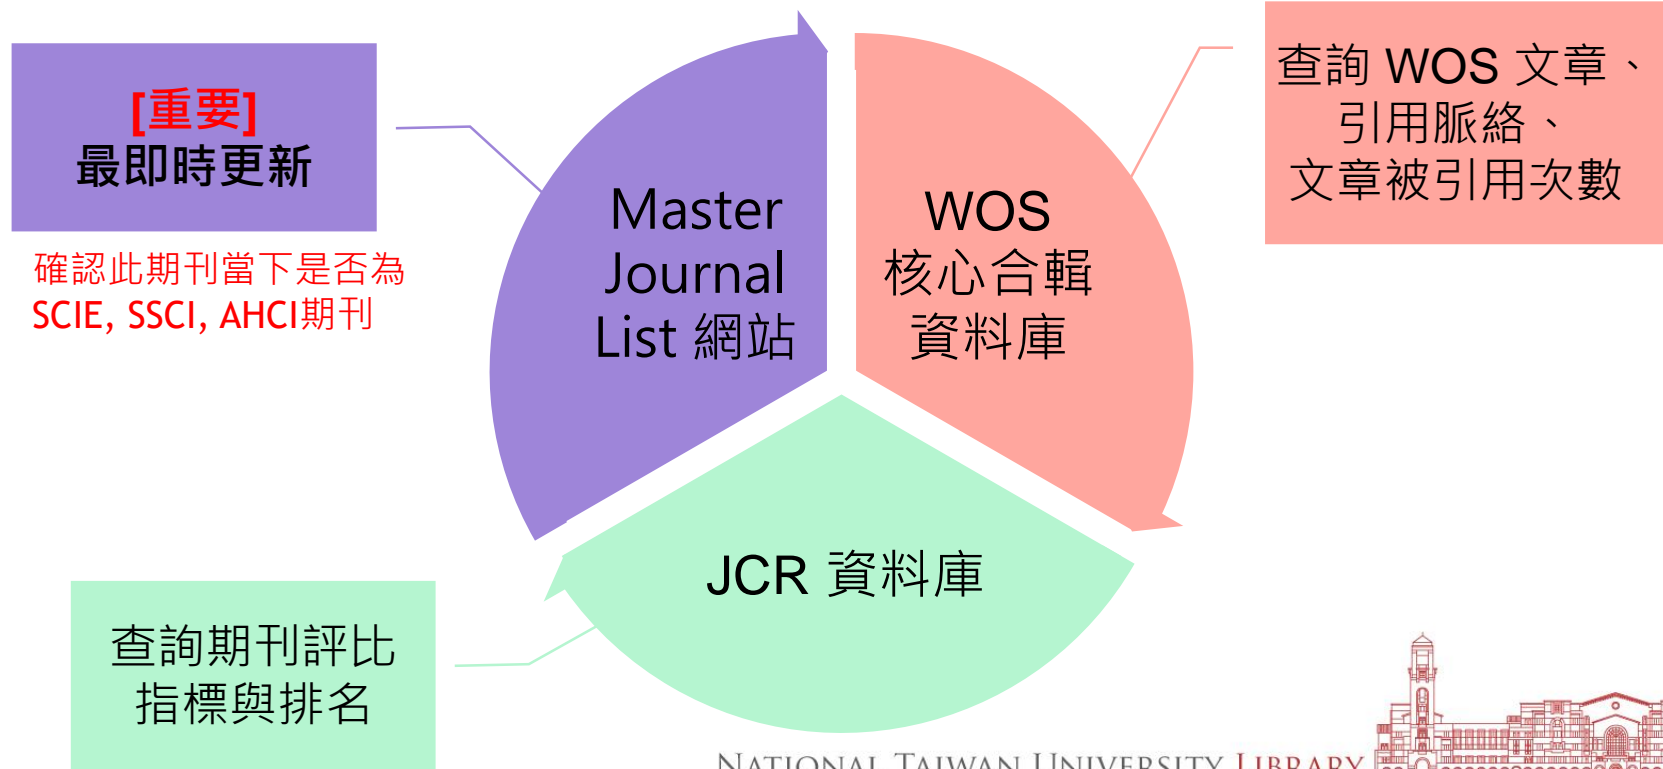 [重要]
最即時更新
確認此期刊當下是否為
SCIE, SSCI, AHCI期刊
Master
Journal
List 網站
WOS
核心合輯
資料庫
查詢 WOS 文章、
引用脈絡、
文章被引用次數
JCR 資料庫
查詢期刊評比
指標與排名
NATIONAL TAIWAN UNIVERSITY LIBRARY